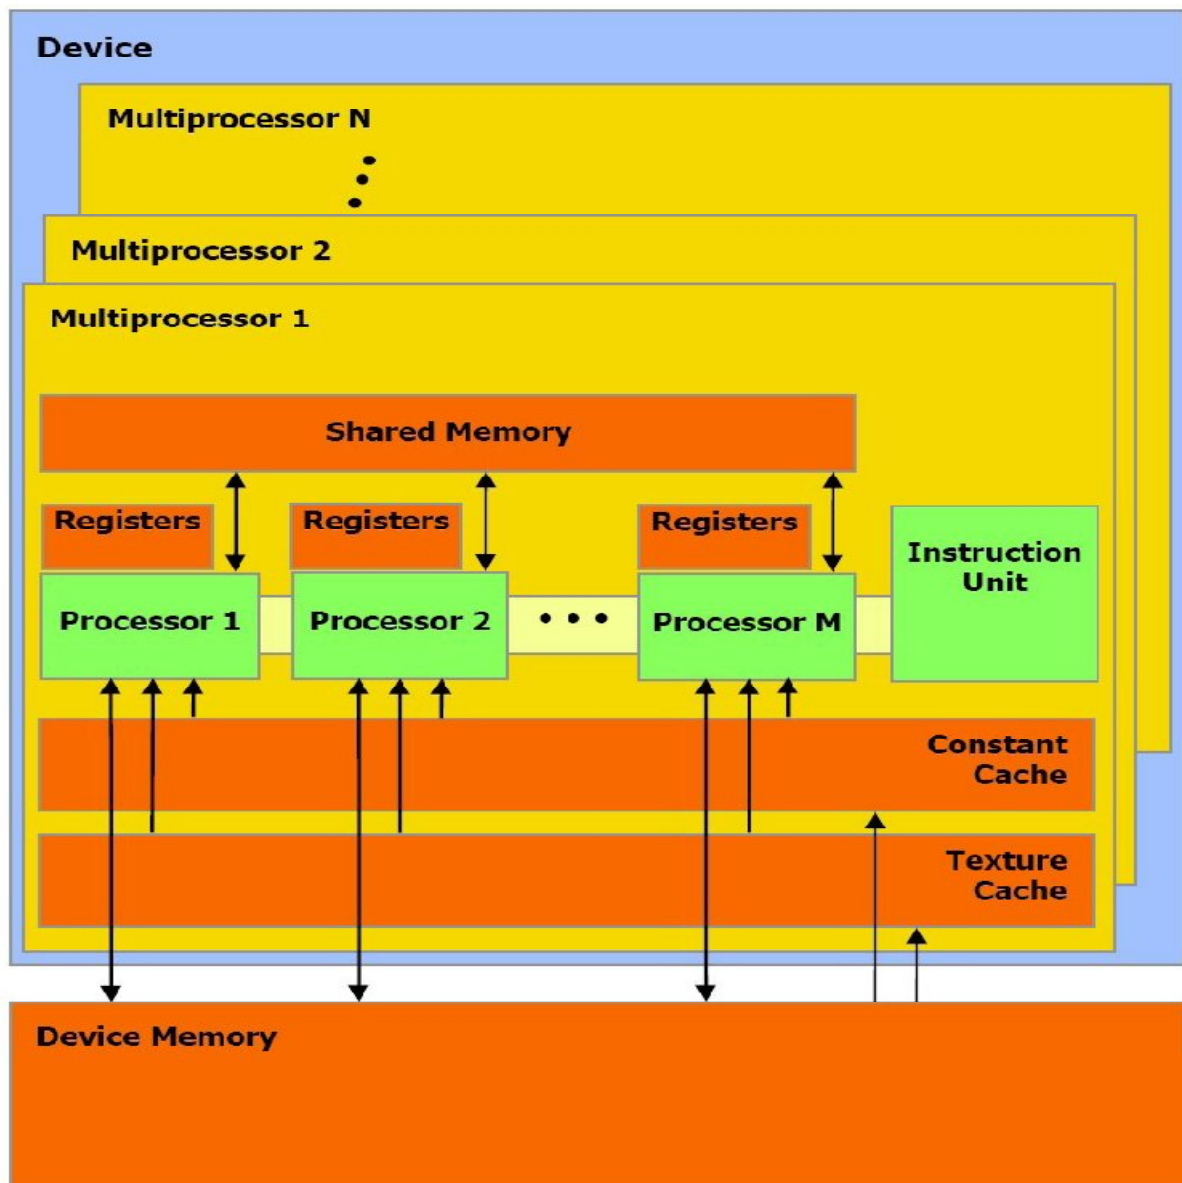 Device
Multiprocessor N
Multiprocessor 2
Multiprocessor 1
Shared Memory
Registers
Registers
Registers
Instruction
Unit
Processor 1
Processor 2
Processor M
Constant
Cache
Texture
Cache
Device Memory